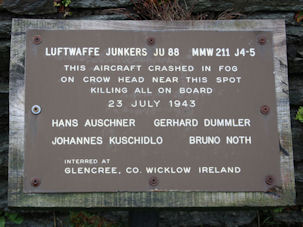 LUFTWAFFE JUNKERS JU 88 MMW 211 J4-5
THIS AIRCRAFT CRASHED IN FOG
ON CROW HEAD NEAR THIS SPOT
KILLING ALL ON BOARD
23 JULY 1943
HANS AUSCHNER GERHARD DUMMLER
JOHANNES KUSCHIDLO BRUNO NOTH
INTERRED AT
GLENCREE, CO. WICKLOW IRELAND